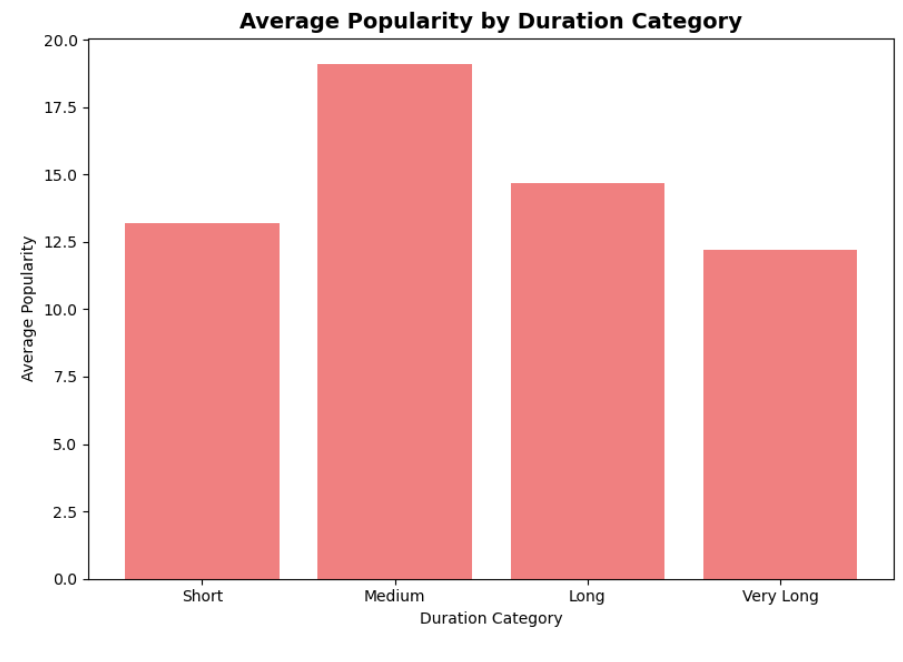 Average Popularity by Duration Category
20.0
17.5
15.0
12.5
10.0
7.5
5.0
2.5
0.0
Average Popularity
Short Medium Long Very Long
Duration Category